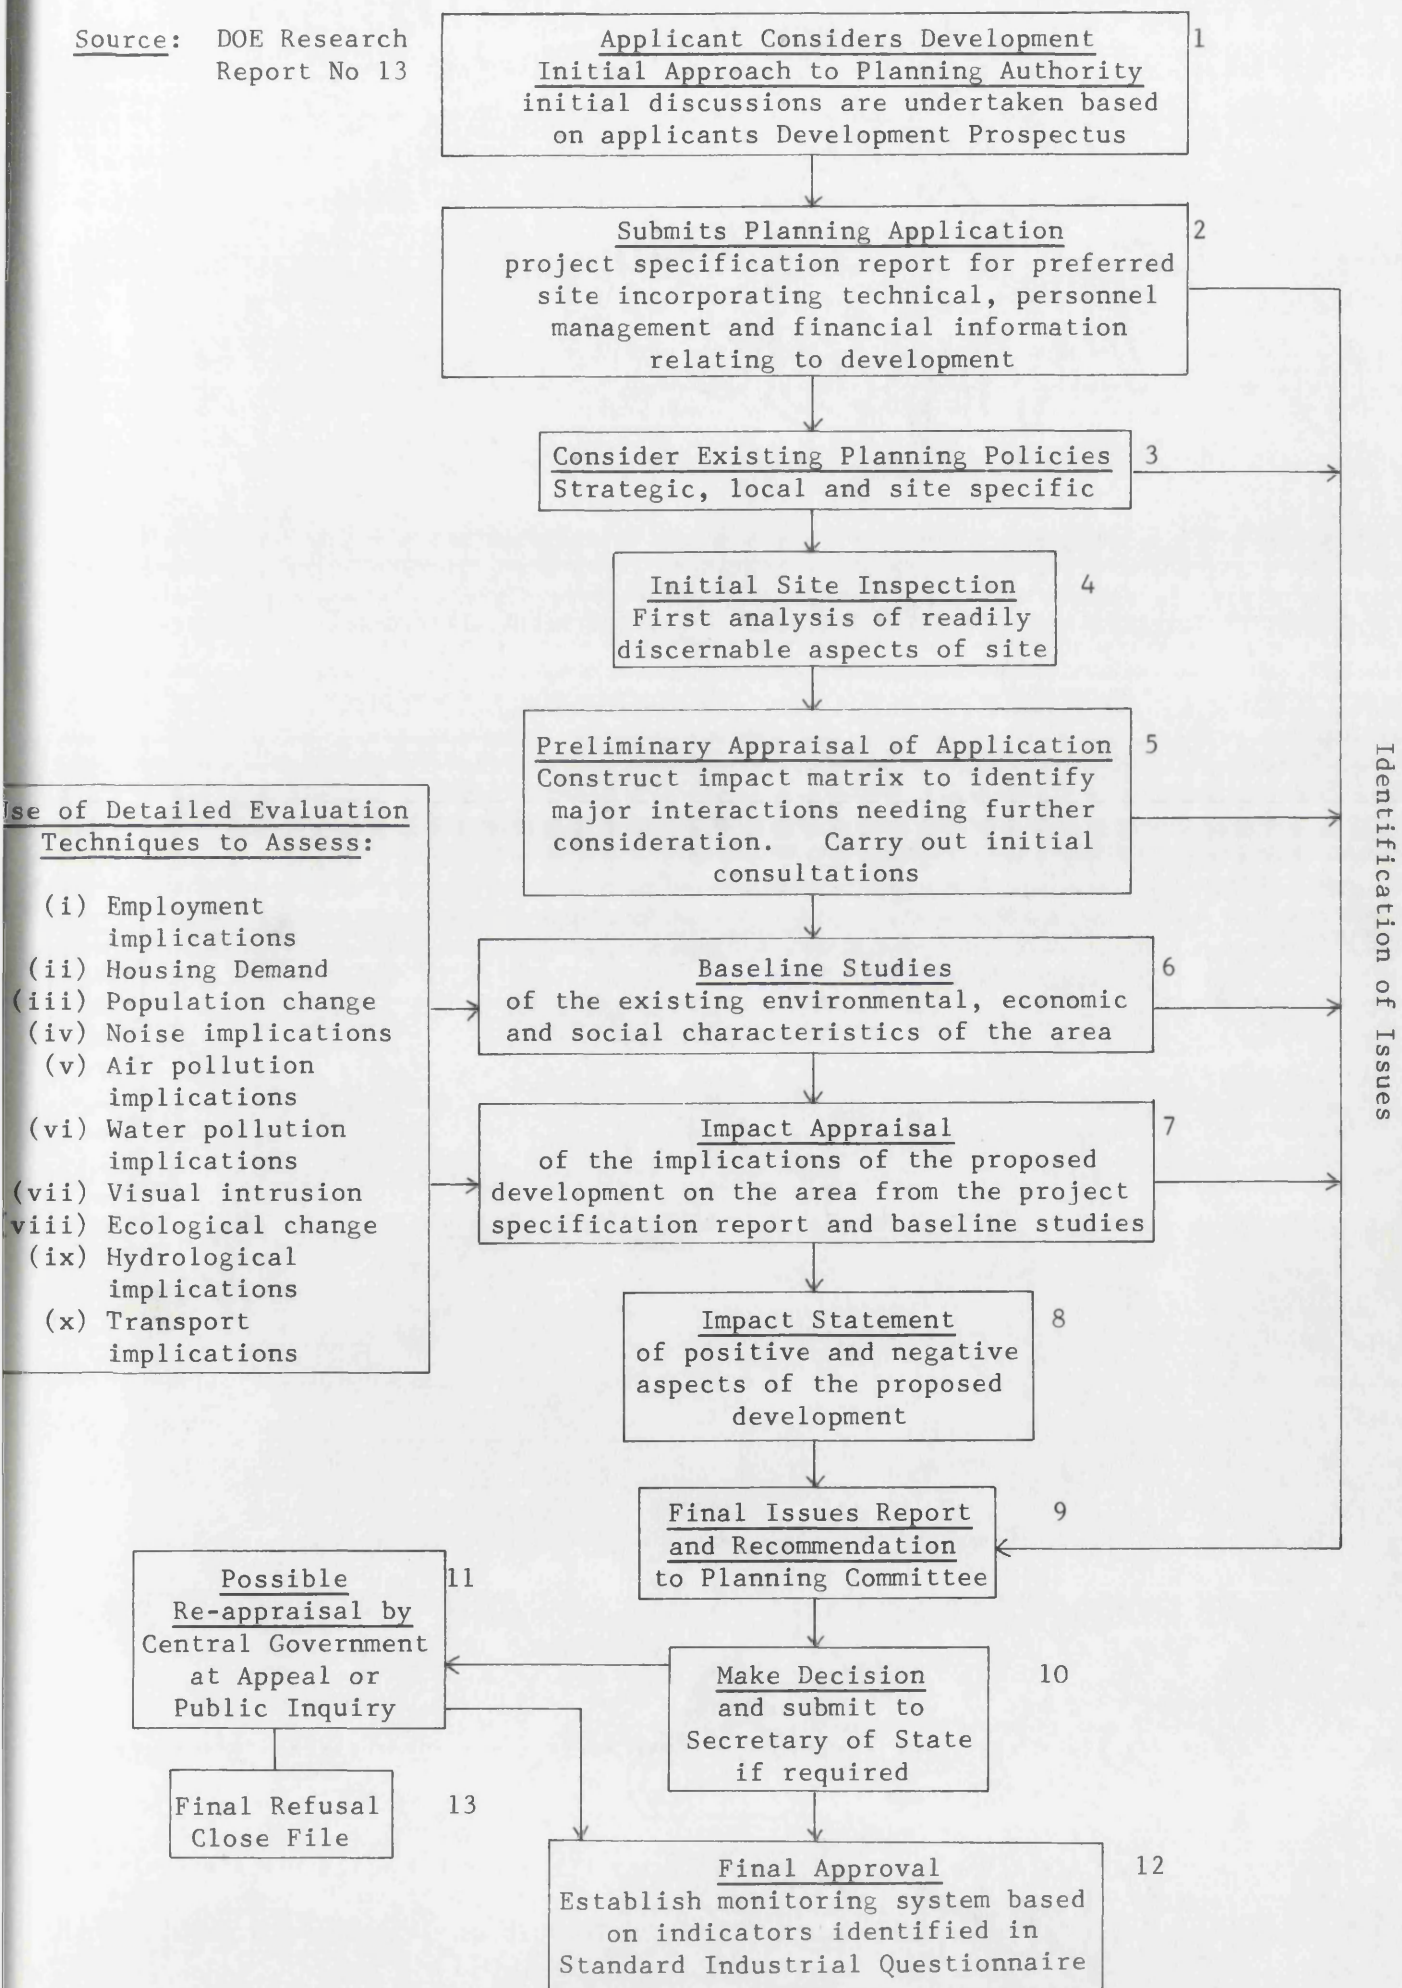 Source: DOE Research
Report No 13
Applicant Considers Development
Initial Approach to Planning Authority
initial discussions are undertaken based
on applicants Development Prospectus
1
Submits Planning Application
project specification report for preferred
site incorporating technical, personnel
management and financial information
relating to development
2
Consider Existing Planning Policies
Strategic, local and site specific
3
Initial Site Inspection
First analysis of readily
discernable aspects of site
4
Preliminary Appraisal of Application
Construct impact matrix to identify
major interactions needing further
consideration. Carry out initial
consultations
5
Identification of Issues
Use of Detailed Evaluation
Techniques to Assess:
(i) Employment
implications
(ii) Housing Demand
(iii) Population change
(iv) Noise implications
(v) Air pollution
implications
(vi) Water pollution
implications
(vii) Visual intrusion
(viii) Ecological change
(ix) Hydrological
implications
(x) Transport
implications
Baseline Studies
of the existing environmental, economic
and social characteristics of the area
6
Impact Appraisal
of the implications of the proposed
development on the area from the project
specification report and baseline studies
7
Impact Statement
of positive and negative
aspects of the proposed
development
8
Final Issues Report
and Recommendation
to Planning Committee
9
Make Decision
and submit to
Secretary of State
if required
10
Possible
Re-appraisal by
Central Government
at Appeal or
Public Inquiry
11
Final Refusal
Close File
13
Final Approval
Establish monitoring system based
on indicators identified in
Standard Industrial Questionnaire
12